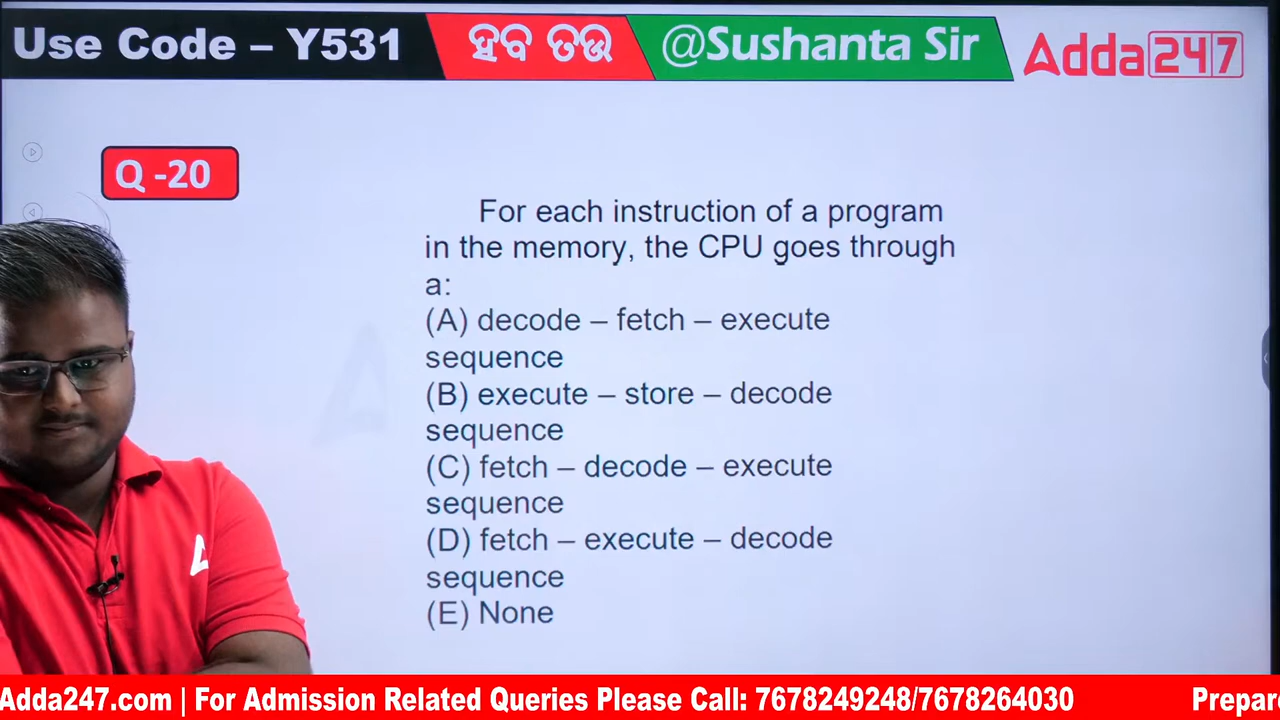 Use Code – Y531
ହବ ତଉ
@Sushanta Sir
Adda247
Q -20
For each instruction of a program
in the memory, the CPU goes through
a:
(A) decode – fetch – execute
sequence
(B) execute – store – decode
sequence
(C) fetch – decode – execute
sequence
(D) fetch – execute – decode
sequence
(E) None
Adda247.com | For Admission Related Queries Please Call: 7678249248/7678264030